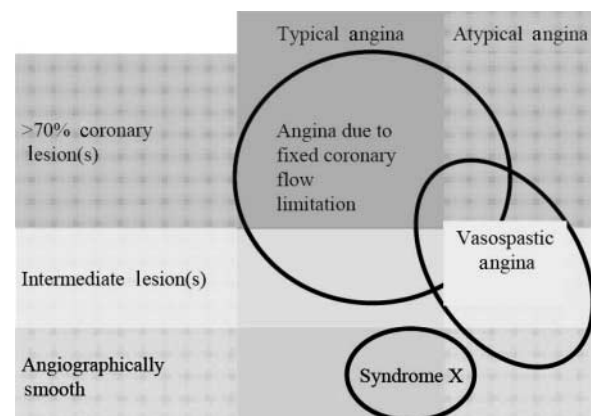 Typical angina
Atypical angina
>70% coronary
lesion(s)
Angina due to
fixed coronary
flow
limitation
Vasospastic
angina
Intermediate lesion(s)
Angiographically
smooth
Syndrome X